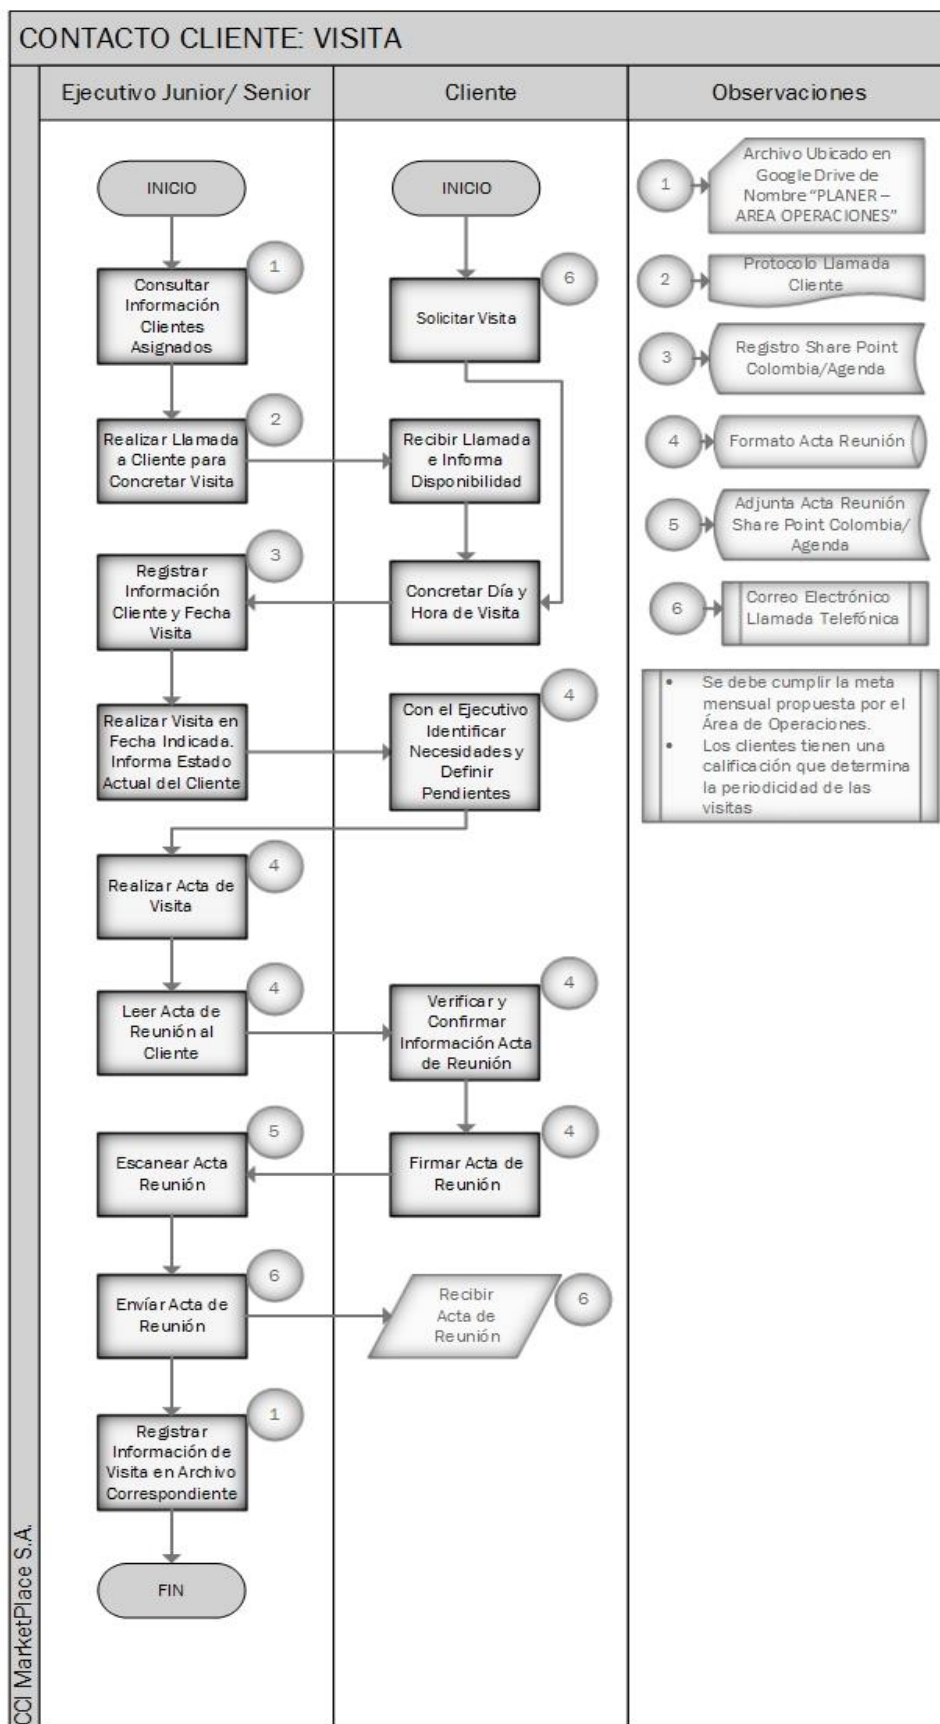 CONTACTO CLIENTE: VISITA
Ejecutivo Junior/ Senior
Cliente
Observaciones
INICIO
INICIO
1
Archivo Ubicado en
Google Drive de
Nombre “PLANER –
AREA OPERACIONES”
1
Consultar
Información
Clientes
Asignados
6
Solicitar Visita
2
Protocolo Llamada
Cliente
3
Registro Share Point
Colombia/Agenda
2
Realizar Llamada
a Cliente para
Concretar Visita
Recibir Llamada
e Informa
Disponibilidad
4
Formato Acta Reunión
5
Adjunta Acta Reunión
Share Point Colombia/
Agenda
3
Registrar
Información
Cliente y Fecha
Visita
Concretar Día y
Hora de Visita
6
Correo Electrónico
Llamada Telefónica
Realizar Visita en
Fecha Indicada.
Informa Estado
Actual del Cliente
4
Con el Ejecutivo
Identificar
Necesidades y
Definir
Pendientes
• Se debe cumplir la meta
mensual propuesta por el
Área de Operaciones.
• Los clientes tienen una
calificación que determina
la periodicidad de las
visitas
4
Realizar Acta de
Visita
4
Leer Acta de
Reunión al
Cliente
4
Verificar y
Confirmar
Información Acta
de Reunión
5
Escanear Acta
Reunión
4
Firmar Acta de
Reunión
6
Envíar Acta de
Reunión
6
Recibir
Acta de
Reunión
1
Registrar
Información de
Visita en Archivo
Correspondiente
FIN
CCI MarketPlace S.A.